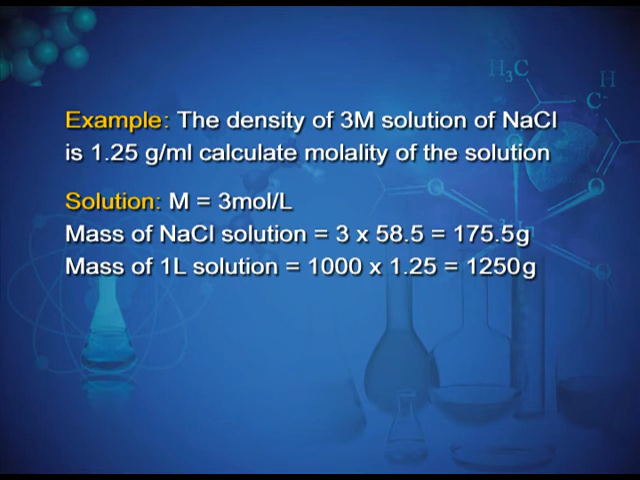 H₃C
H
C
Example: The density of 3M solution of NaCl
is 1.25 g/ml calculate molality of the solution
Solution: M = 3mol/L
Mass of NaCl solution = 3 x 58.5 = 175.5g
Mass of 1L solution = 1000 x 1.25 = 1250g